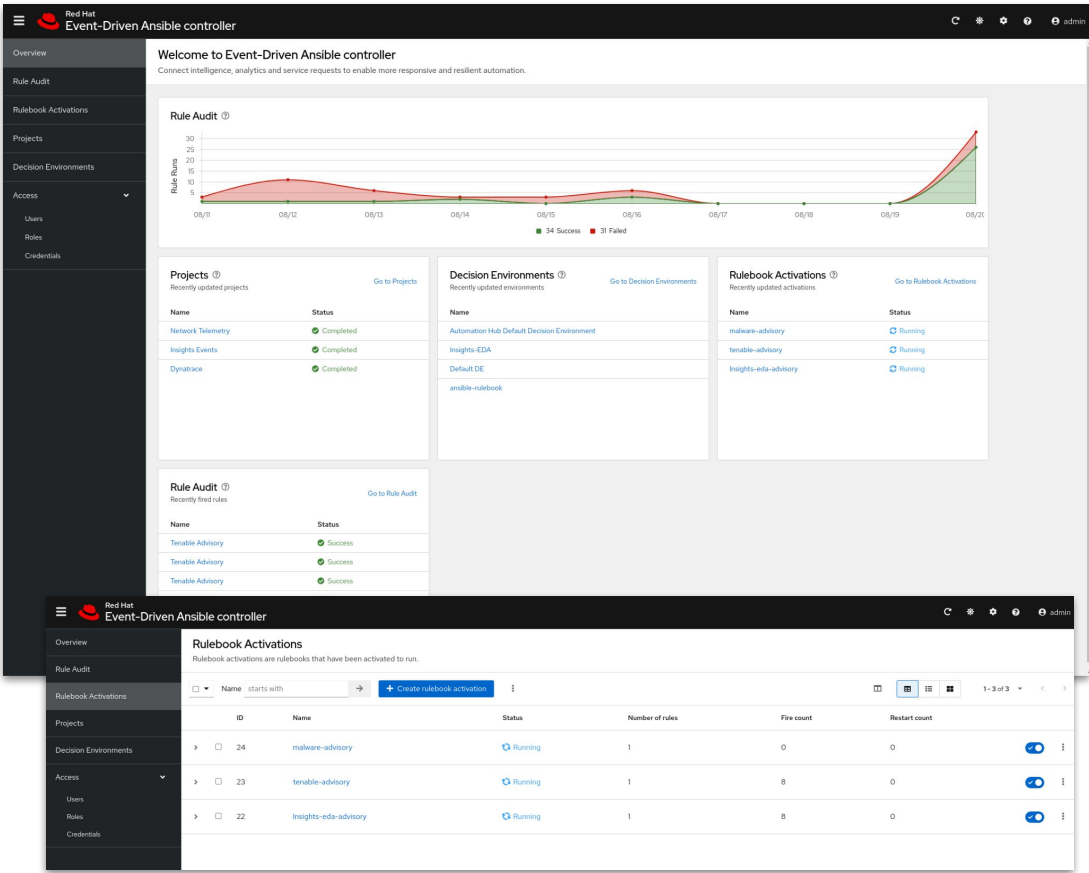 Red Hat
Event-Driven Ansible controller
admin
Overview
Rule Audit
Rulebook Activations
Projects
Decision Environments
Access
Users
Roles
Credentials
Welcome to Event-Driven Ansible controller
Connect intelligence, analytics and service requests to enable more responsive and resilient automation.
Rule Audit
Rule Runs
30
25
20
15
10
5
08/11 08/12 08/13 08/14 08/15 08/16 08/17 08/18 08/19 08/20
34 Success 31 Failed
Projects
Go to Projects
Recently updated projects
Name Status
Network Telemetry Completed
Insights Events Completed
Dynatrace Completed
Decision Environments
Go to Decision Environments
Recently updated environments
Name
Automation Hub Default Decision Environment
Insights-EDA
Default DE
ansible-rulebook
Rulebook Activations
Go to Rulebook Activations
Recently updated activations
Name Status
malware-advisory Running
tenable-advisory Running
Insights-eda-advisory Running
Rule Audit
Go to Rule Audit
Recently fired rules
Name Status
Tenable Advisory Success
Tenable Advisory Success
Tenable Advisory Success
Red Hat
Event-Driven Ansible controller
admin
Overview
Rule Audit
Rulebook Activations
Projects
Decision Environments
Access
Users
Roles
Credentials
Rulebook Activations
Rulebook activations are rulebooks that have been activated to run.
Name starts with
Create rulebook activation
1 - 3 of 3
ID Name Status Number of rules Fire count Restart count
24 malware-advisory Running 1 0 0
23 tenable-advisory Running 1 8 0
22 Insights-eda-advisory Running 1 8 0